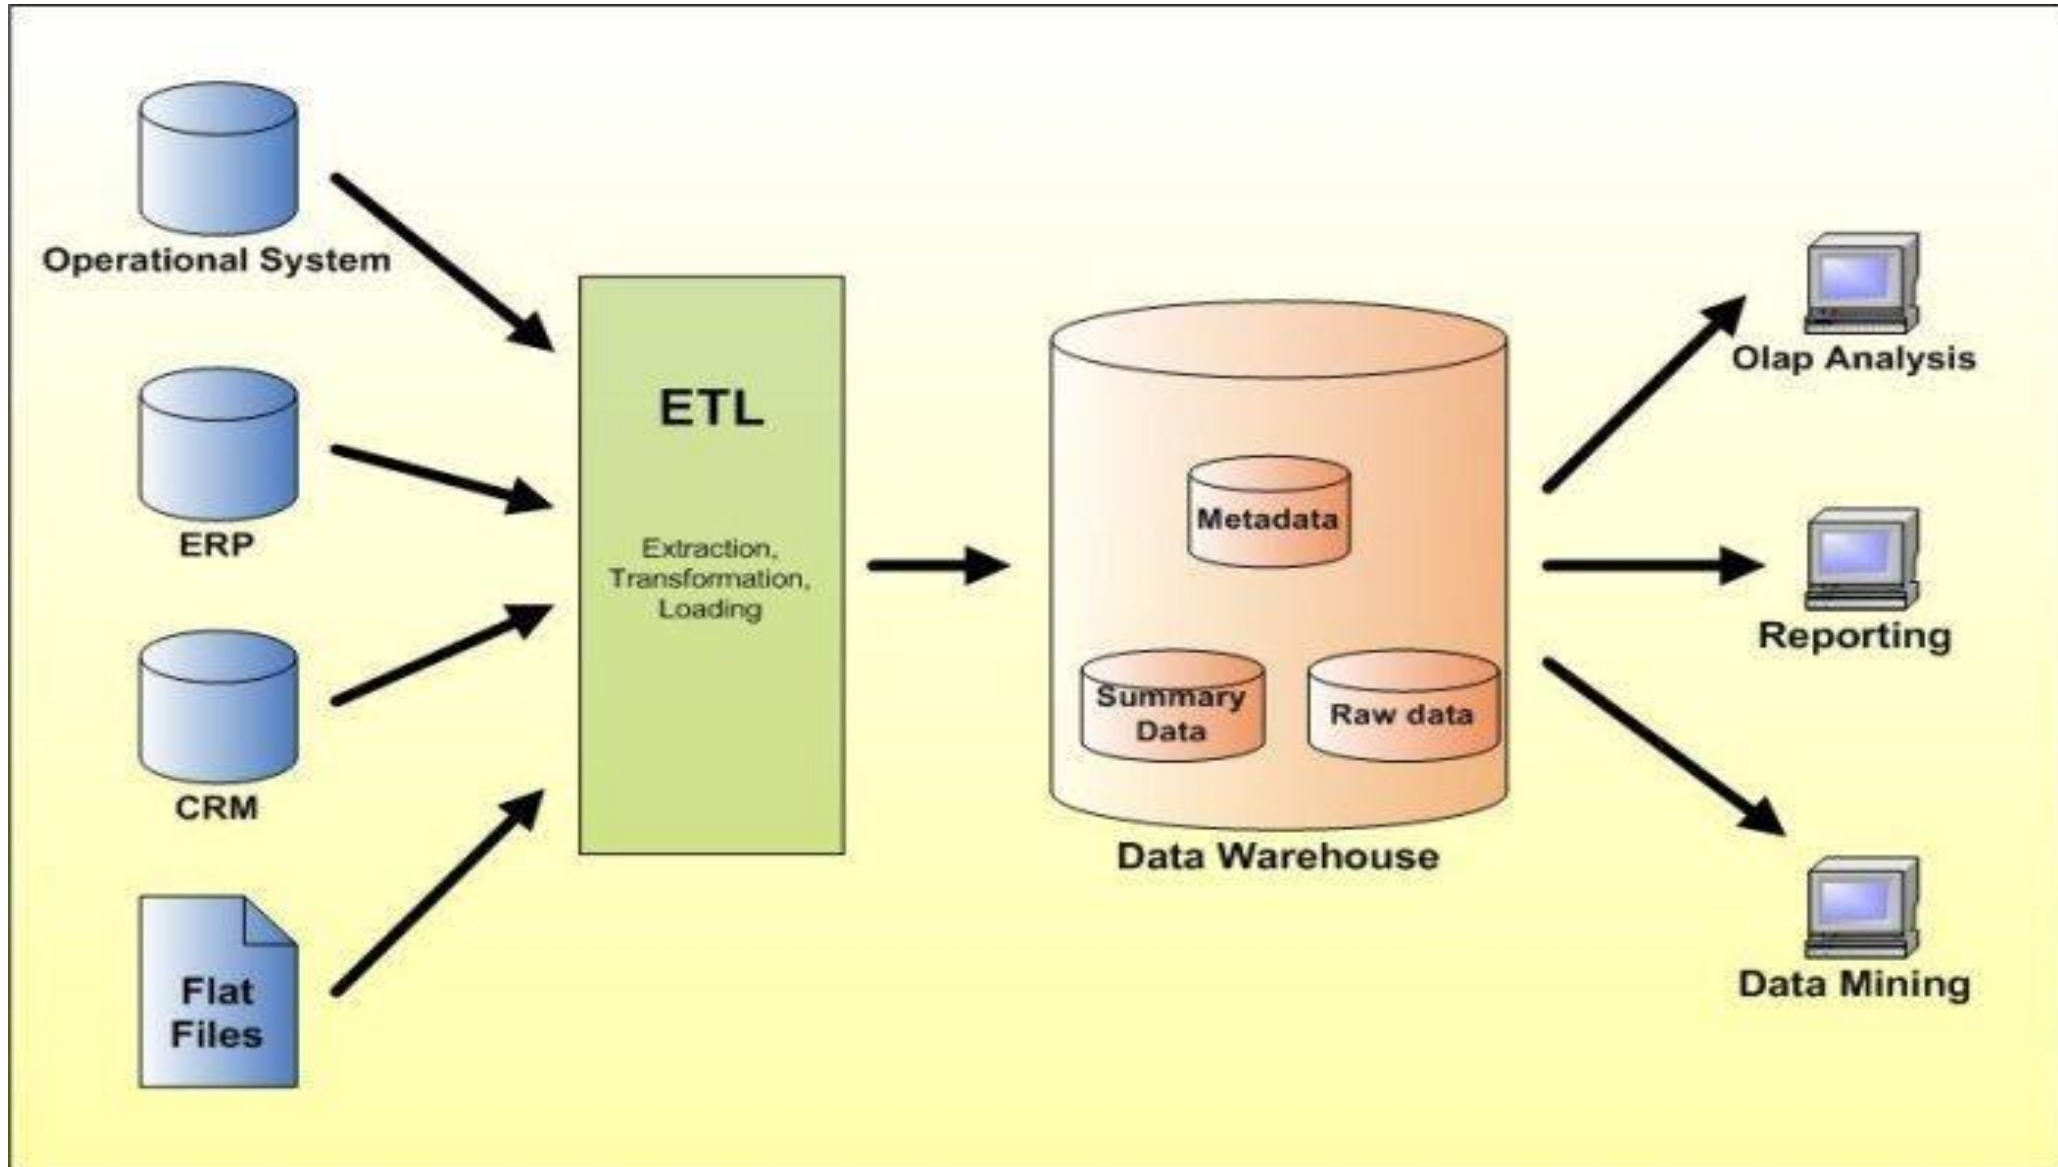 Operational System
ERP
CRM
Flat
Files
ETL
Extraction,
Transformation,
Loading
Metadata
Summary
Data
Raw data
Data Warehouse
Olap Analysis
Reporting
Data Mining